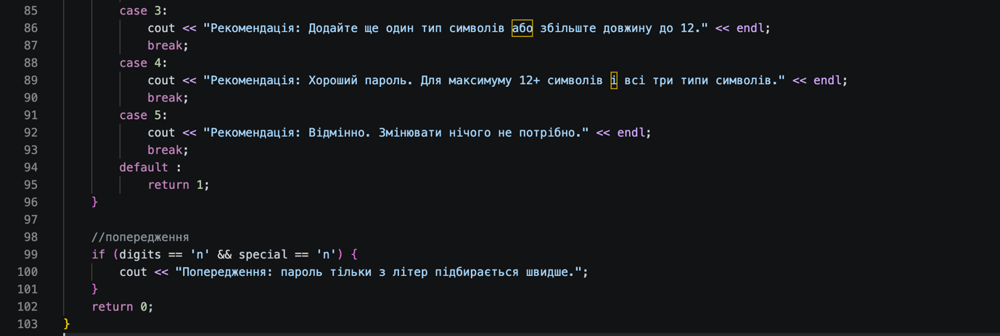 85 case 3:
86 cout << "Рекомендація: Додайте ще один тип символів або збільште довжину до 12." << endl;
87 break;
88 case 4:
89 cout << "Рекомендація: Хороший пароль. Для максимуму 12+ символів і всі три типи символів." << endl;
90 break;
91 case 5:
92 cout << "Рекомендація: Відмінно. Змінювати нічого не потрібно." << endl;
93 break;
94 default :
95 return 1;
96 }
97
98 //попередження
99 if (digits == 'n' && special == 'n') {
100 cout << "Попередження: пароль тільки з літер підбирається швидше.";
101 }
102 return 0;
103 }